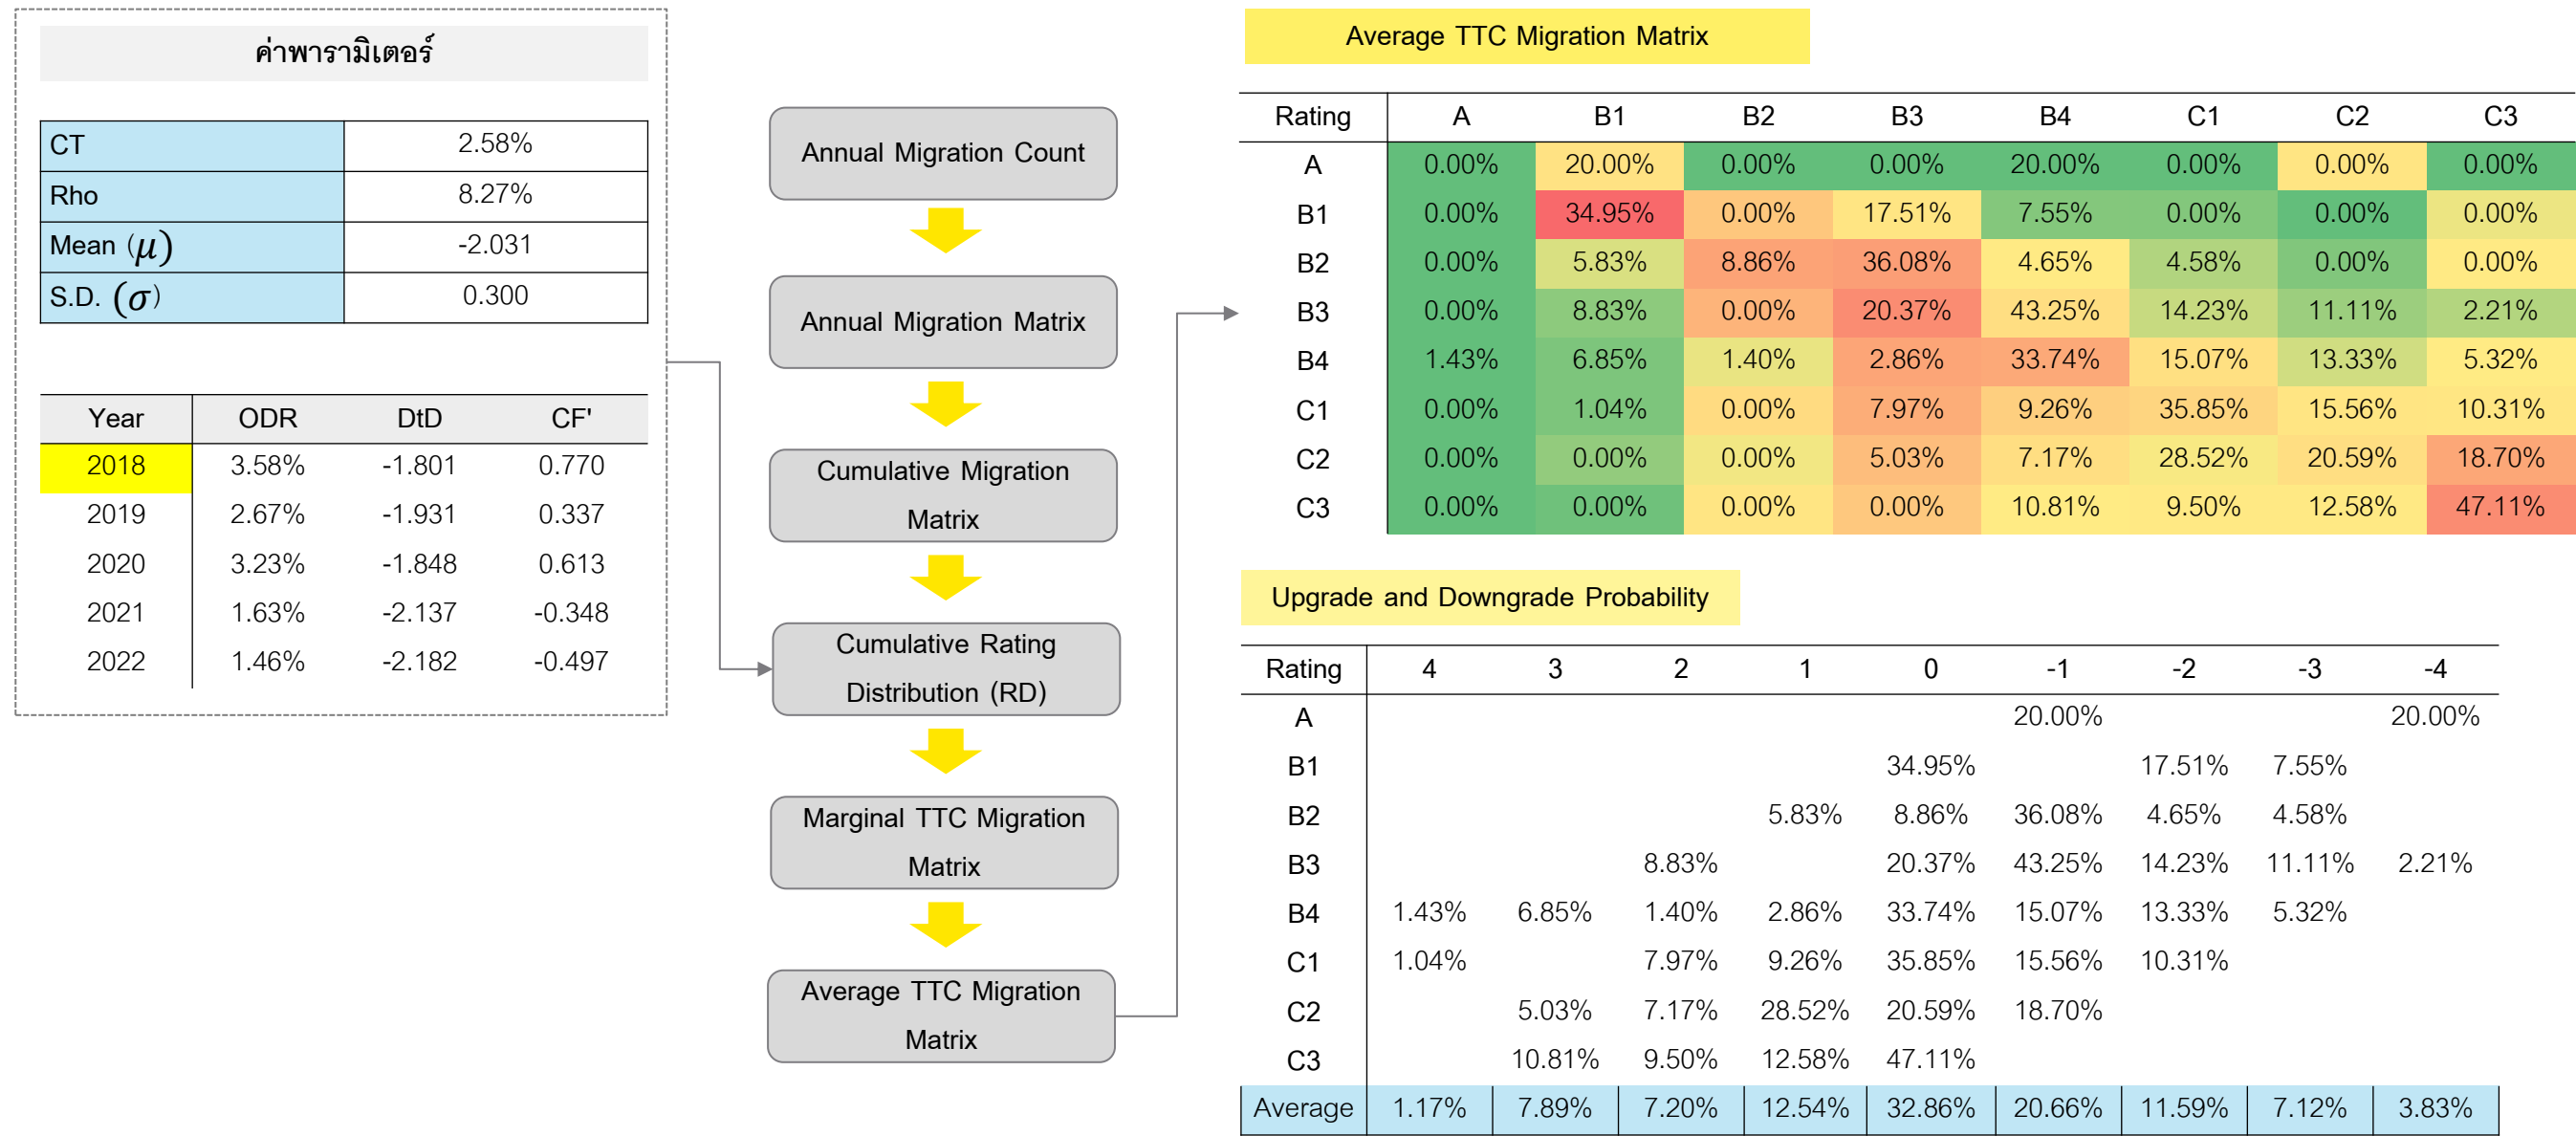 ค่าพารามิเตอร์
CT 2.58%
Rho 8.27%
Mean (μ) -2.031
S.D. (σ) 0.300
Year ODR DtD CF'
2018 3.58% -1.801 0.770
2019 2.67% -1.931 0.337
2020 3.23% -1.848 0.613
2021 1.63% -2.137 -0.348
2022 1.46% -2.182 -0.497
Annual Migration Count
Annual Migration Matrix
Cumulative Migration
Matrix
Cumulative Rating
Distribution (RD)
Marginal TTC Migration
Matrix
Average TTC Migration
Matrix
Average TTC Migration Matrix
Rating A B1 B2 B3 B4 C1 C2 C3
A 0.00% 20.00% 0.00% 0.00% 20.00% 0.00% 0.00% 0.00%
B1 0.00% 34.95% 0.00% 17.51% 7.55% 0.00% 0.00% 0.00%
B2 0.00% 5.83% 8.86% 36.08% 4.65% 4.58% 0.00% 0.00%
B3 0.00% 8.83% 0.00% 20.37% 43.25% 14.23% 11.11% 2.21%
B4 1.43% 6.85% 1.40% 2.86% 33.74% 15.07% 13.33% 5.32%
C1 0.00% 1.04% 0.00% 7.97% 9.26% 35.85% 15.56% 10.31%
C2 0.00% 0.00% 0.00% 5.03% 7.17% 28.52% 20.59% 18.70%
C3 0.00% 0.00% 0.00% 0.00% 10.81% 9.50% 12.58% 47.11%
Upgrade and Downgrade Probability
Rating 4 3 2 1 0 -1 -2 -3 -4
A 20.00% 20.00%
B1 34.95% 17.51% 7.55%
B2 5.83% 8.86% 36.08% 4.65% 4.58%
B3 8.83% 20.37% 43.25% 14.23% 11.11% 2.21%
B4 1.43% 6.85% 1.40% 2.86% 33.74% 15.07% 13.33% 5.32%
C1 1.04% 7.97% 9.26% 35.85% 15.56% 10.31%
C2 5.03% 7.17% 28.52% 20.59% 18.70%
C3 10.81% 9.50% 12.58% 47.11%
Average 1.17% 7.89% 7.20% 12.54% 32.86% 20.66% 11.59% 7.12% 3.83%